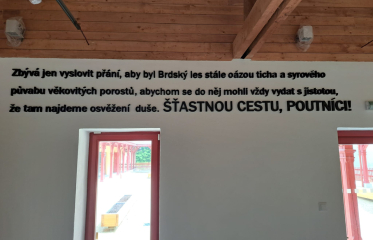 Zbývá jen vyslovit přání, aby byl Brdský les stále oázou ticha a syrového
půvabu věkovitých porostů, abychom se do něj mohli vždy vydat s jistotou,
že tam najdeme osvěžení duše. ŠŤASTNOU CESTU, POUTNÍCI!